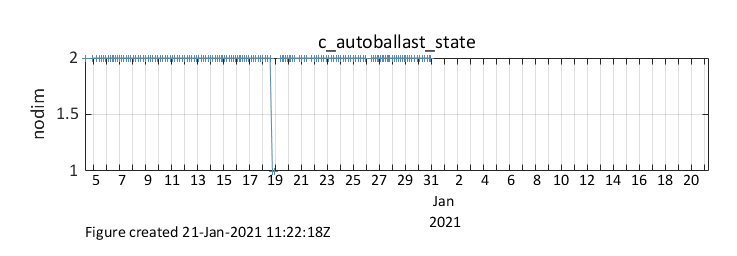 c_autoballast_state
nodim
2
1.5
1
5 7 9 11 13 15 17 19 21 23 25 27 29 31 2 4 6 8 10 12 14 16 18 20
Jan
2021
Figure created 21-Jan-2021 11:22:18Z